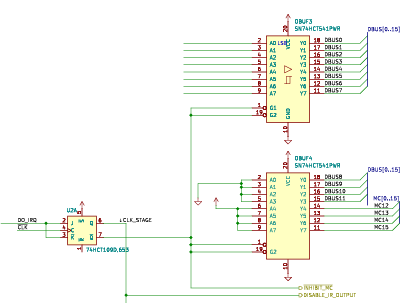 DBUF3
SN74HCT541PWR
DBUS[0..15]
20
VCC
2 A0 LSB Y0 18 DBUS0
3 A1 Y1 17 DBUS1
4 A2 Y2 16 DBUS2
5 A3 Y3 15 DBUS3
6 A4 Y4 14 DBUS4
7 A5 Y5 13 DBUS5
8 A6 Y6 12 DBUS6
9 A7 Y7 11 DBUS7
1 G1
19 G2
GND
10
DBUF4
SN74HCT541PWR
DBUS[0..15]
20
VCC
2 A0 Y0 18 DBUS8
3 A1 Y1 17 DBUS9
4 A2 Y2 16 DBUS10
5 A3 Y3 15 DBUS11
MC[0..15]
6 A4 Y4 14 MC12
7 A5 Y5 13 MC13
8 A6 Y6 12 MC14
9 A7 Y7 11 MC15
1
19 G2
10
DO_IRQ
CLK
2
4
3
5
6
7
1
↓CLK_STAGE
74HCT109D,653
INHIBIT_MC
DISABLE_IR_OUTPUT